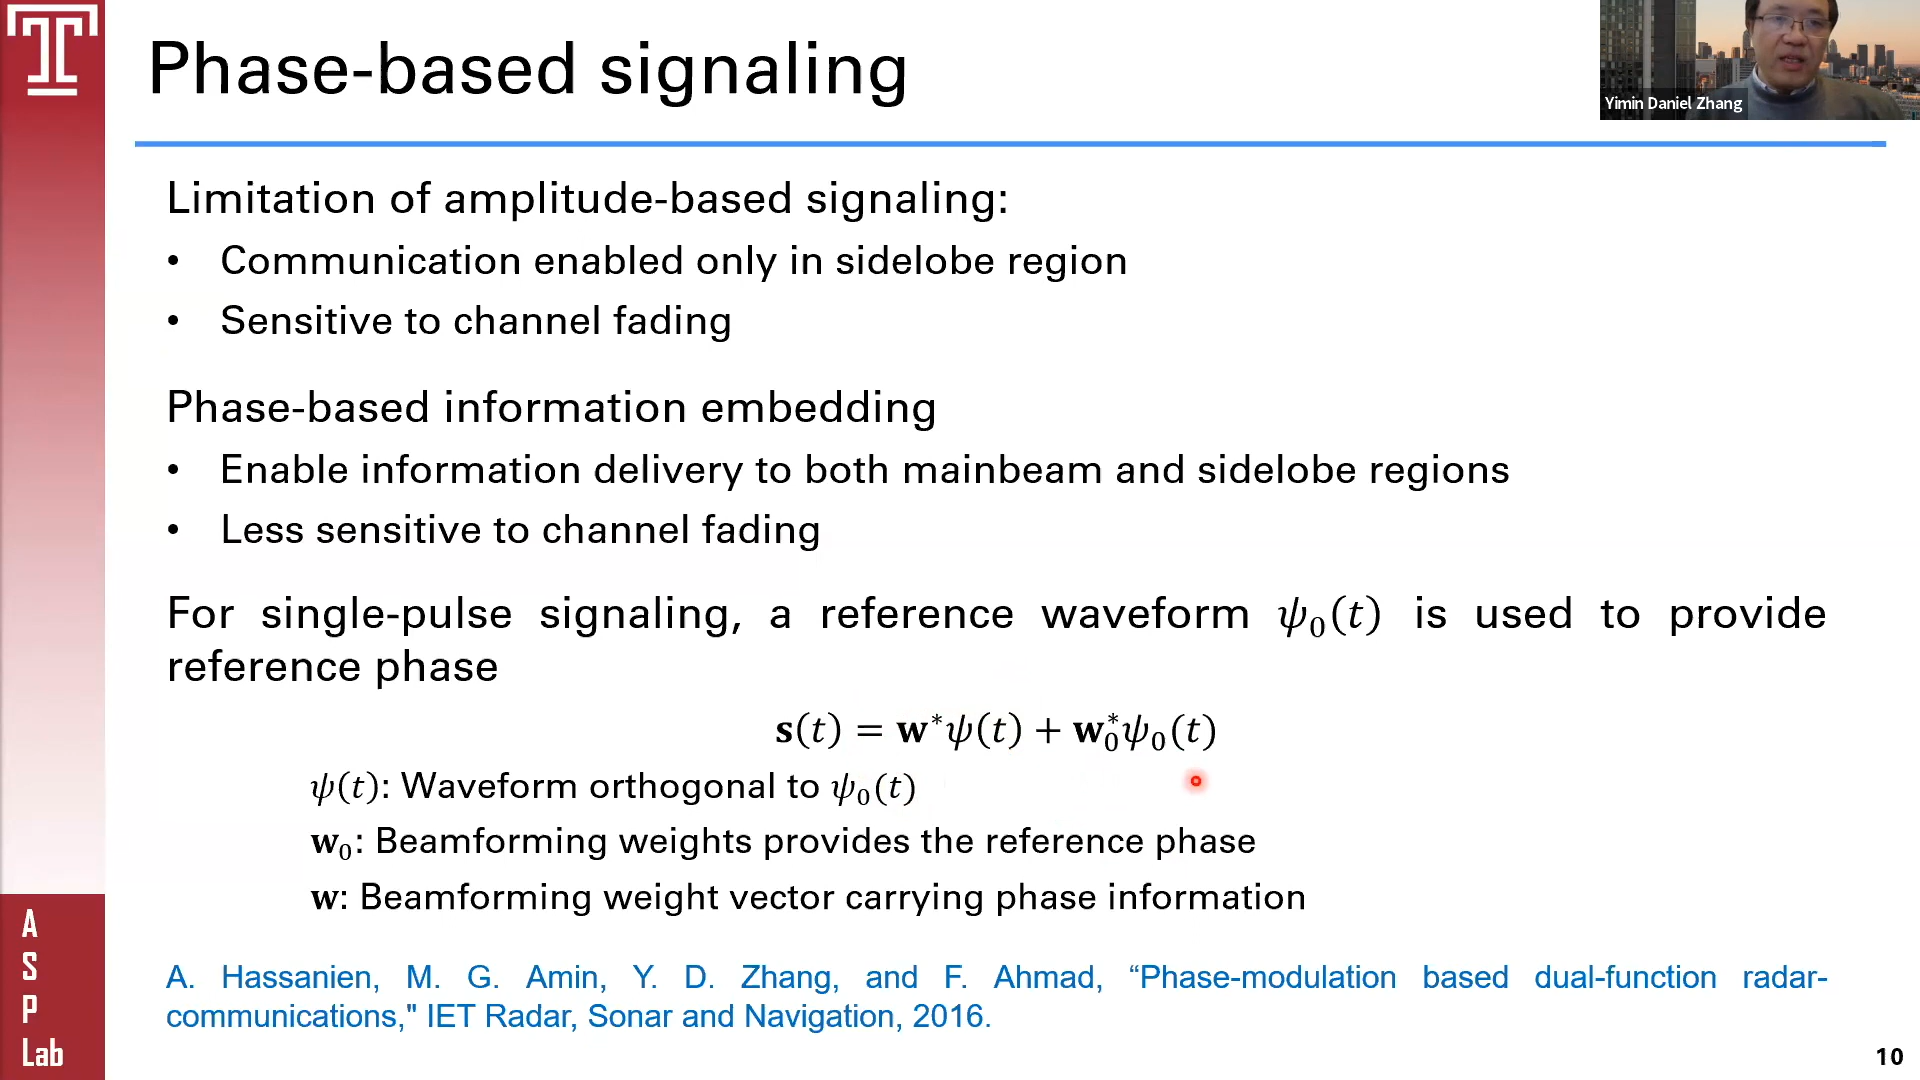 Phase-based signaling
Yimin Daniel Zhang
Limitation of amplitude-based signaling:
• Communication enabled only in sidelobe region
• Sensitive to channel fading
Phase-based information embedding
• Enable information delivery to both mainbeam and sidelobe regions
• Less sensitive to channel fading
For single-pulse signaling, a reference waveform ψ₀(t) is used to provide
reference phase
s(t) = w*ψ(t) + w₀*ψ₀(t)
ψ(t): Waveform orthogonal to ψ₀(t)
w₀: Beamforming weights provides the reference phase
w: Beamforming weight vector carrying phase information
A. Hassanien, M. G. Amin, Y. D. Zhang, and F. Ahmad, “Phase-modulation based dual-function radar-
communications," IET Radar, Sonar and Navigation, 2016.
A
S
P
Lab
10